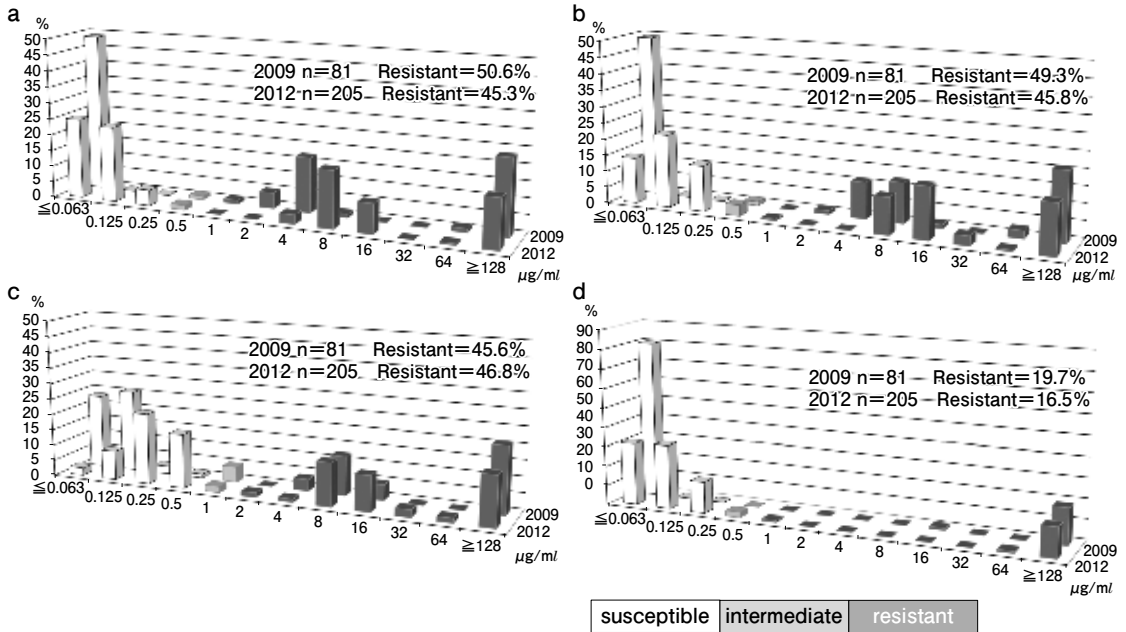 a
%
50
45
40
35
30
25
20
15
10
5
0
2009 n=81 Resistant=50.6%
2012 n=205 Resistant=45.3%
≦0.063 0.125 0.25 0.5 1 2 4 8 16 32 64 ≧128
2009
2012
μg/ml
b
%
50
45
40
35
30
25
20
15
10
5
0
2009 n=81 Resistant=49.3%
2012 n=205 Resistant=45.8%
≦0.063 0.125 0.25 0.5 1 2 4 8 16 32 64 ≧128
2009
2012
μg/ml
c
%
50
45
40
35
30
25
20
15
10
5
0
2009 n=81 Resistant=45.6%
2012 n=205 Resistant=46.8%
≦0.063 0.125 0.25 0.5 1 2 4 8 16 32 64 ≧128
2009
2012
μg/ml
d
%
90
80
70
60
50
40
30
20
10
0
2009 n=81 Resistant=19.7%
2012 n=205 Resistant=16.5%
≦0.063 0.125 0.25 0.5 1 2 4 8 16 32 64 ≧128
2009
2012
μg/ml
susceptible intermediate resistant